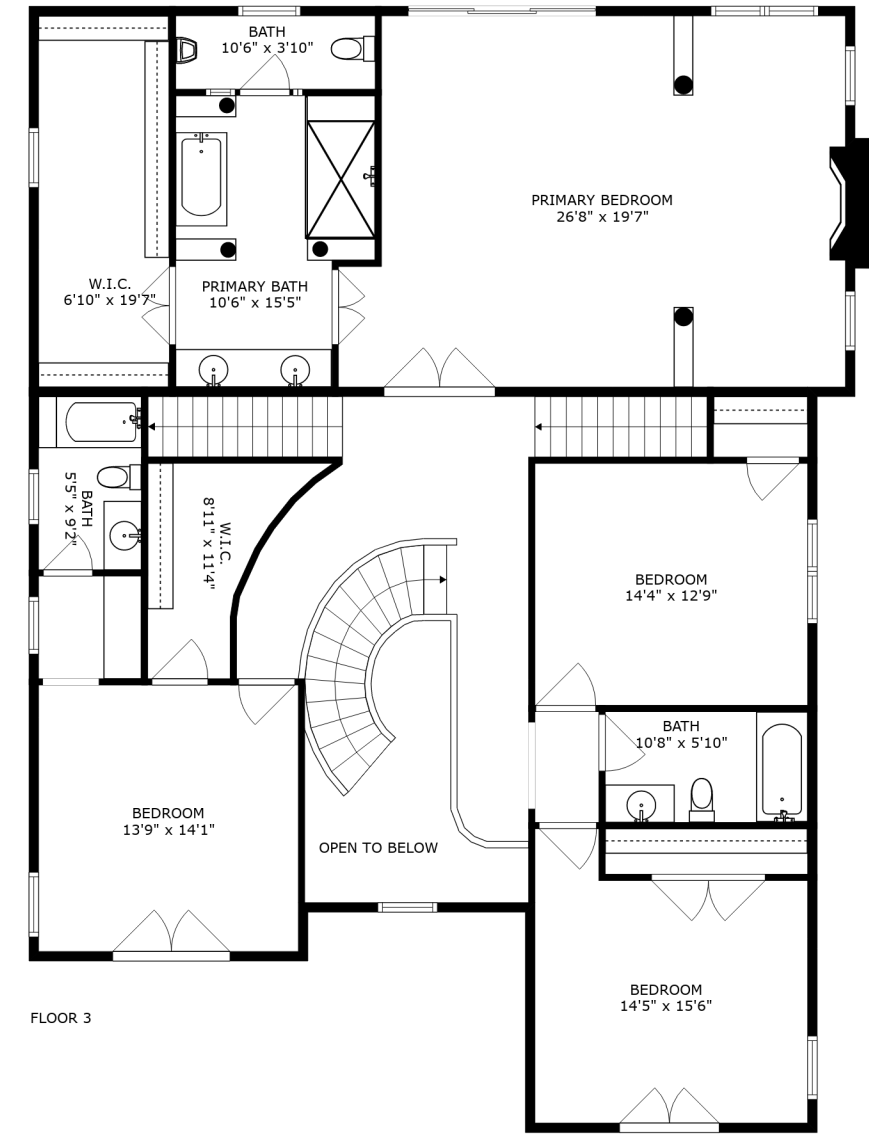 BATH
10'6" x 3'10"
PRIMARY BEDROOM
26'8" x 19'7"
W.I.C.
6'10" x 19'7"
PRIMARY BATH
10'6" x 15'5"
BATH
5'5" x 9'2"
W.I.C.
8'11" x 11'4"
BEDROOM
14'4" x 12'9"
BATH
10'8" x 5'10"
BEDROOM
13'9" x 14'1"
OPEN TO BELOW
BEDROOM
14'5" x 15'6"
FLOOR 3